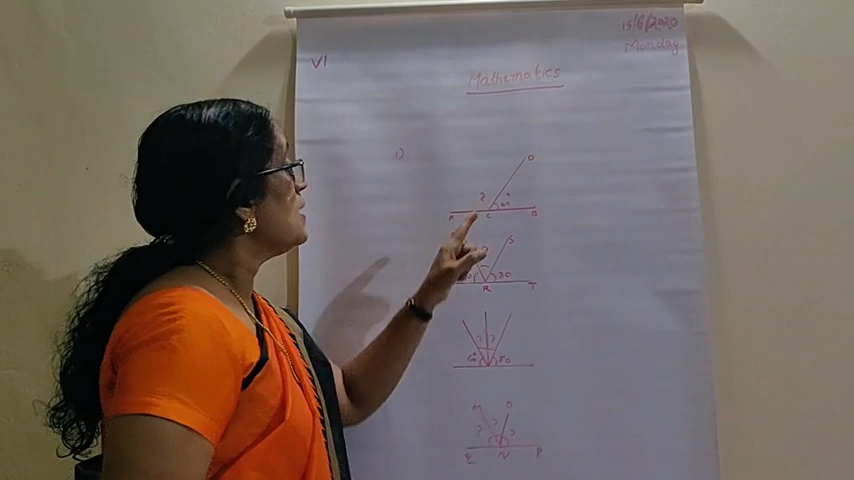 15/6/2020
VI
Monday
Mathematics
1)
D
?
60°
A C B
S
?
30
R T
? ?
50
M O
? ? ?
E N P